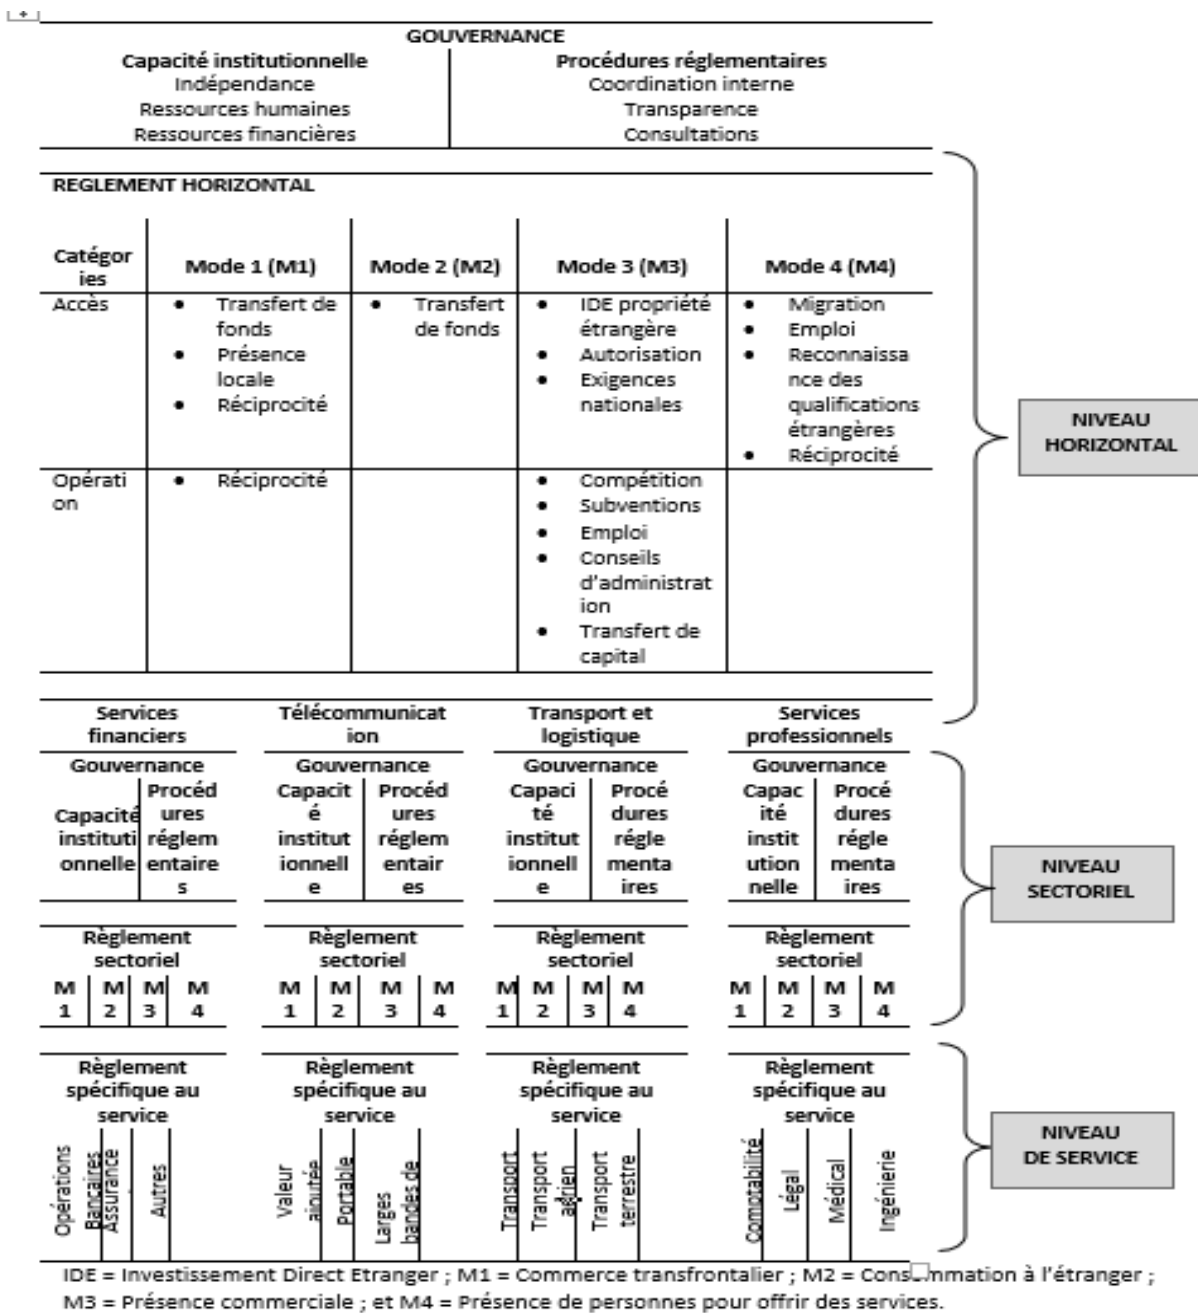 GOUVERNANCE
Capacité institutionnelle
Indépendance
Ressources humaines
Ressources financières
Procédures réglementaires
Coordination interne
Transparence
Consultations
REGLEMENT HORIZONTAL
Catégor
ies
Mode 1 (M1)
Mode 2 (M2)
Mode 3 (M3)
Mode 4 (M4)
Accès
• Transfert de
fonds
• Présence
locale
• Réciprocité
• Transfert
de fonds
• IDE propriété
étrangère
• Autorisation
• Exigences
nationales
• Migration
• Emploi
• Reconnaissa
nce des
qualifications
étrangères
• Réciprocité
Opérati
on
• Réciprocité
• Compétition
• Subventions
• Emploi
• Conseils
d'administrat
ion
• Transfert de
capital
NIVEAU
HORIZONTAL
Services
financiers
Télécommunicat
ion
Transport et
logistique
Services
professionnels
Gouvernance
Capacité
instituti
onnelle
Procéd
ures
réglem
entaire
s
Gouvernance
Capacit
é
institut
ionnell
e
Procéd
ures
réglem
entair
es
Gouvernance
Capaci
té
institut
ionnell
e
Procé
dures
régle
menta
ires
Gouvernance
Capac
ité
instit
ution
nelle
Procé
dures
régle
menta
ires
Règlement
sectoriel
M M M M
1 2 3 4
Règlement
sectoriel
M M M M
1 2 3 4
Règlement
sectoriel
M M M M
1 2 3 4
Règlement
sectoriel
M M M M
1 2 3 4
NIVEAU
SECTORIEL
Règlement
spécifique au
service
Opérations
Bancaires
Assurance
Autres
Règlement
spécifique au
service
Valeur
ajoutée
Portable
Larges
bandes de
Règlement
spécifique au
service
Transport
Transport
aérien
Transport
terrestre
Règlement
spécifique au
service
Comptabilité
Légal
Médical
Ingénierie
NIVEAU
DE SERVICE
IDE = Investissement Direct Etranger ; M1 = Commerce transfrontalier ; M2 = Consommation à l'étranger ;
M3 = Présence commerciale ; et M4 = Présence de personnes pour offrir des services.